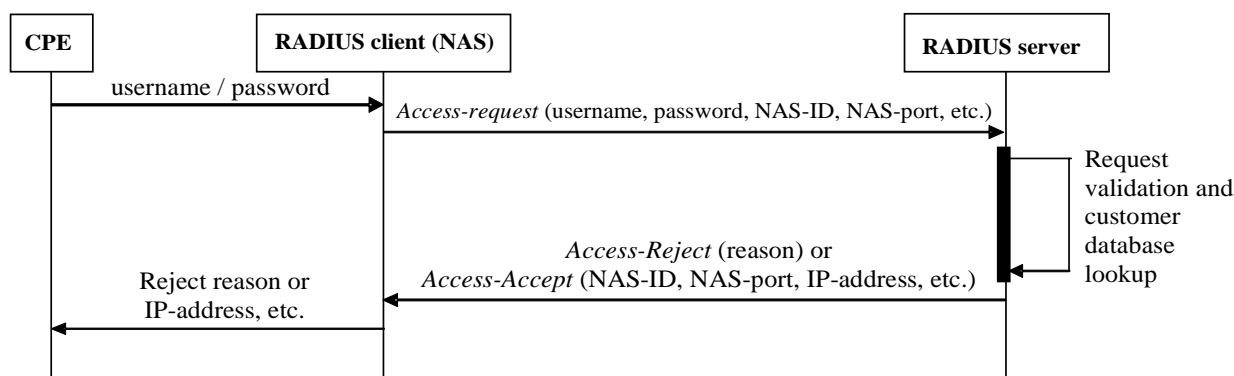 CPE
RADIUS client (NAS)
RADIUS server
username / password
Access-request (username, password, NAS-ID, NAS-port, etc.)
Request
validation and
customer
database
lookup
Access-Reject (reason) or
Access-Accept (NAS-ID, NAS-port, IP-address, etc.)
Reject reason or
IP-address, etc.